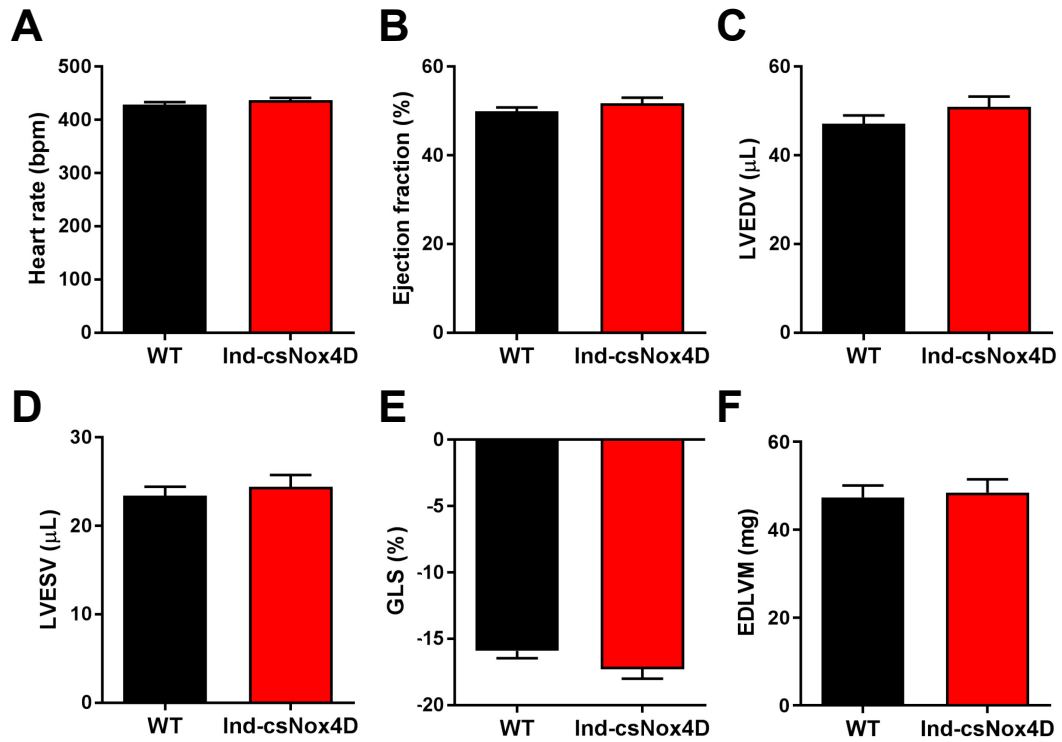 A
Heart rate (bpm)
500
400
300
200
100
0
WT
Ind-csNox4D
B
Ejection fraction (%)
60
40
20
0
WT
Ind-csNox4D
C
LVEDV (μL)
60
40
20
0
WT
Ind-csNox4D
D
LVESV (μL)
30
20
10
0
WT
Ind-csNox4D
E
GLS (%)
0
-5
-10
-15
-20
WT
Ind-csNox4D
F
EDLVM (mg)
60
40
20
0
WT
Ind-csNox4D